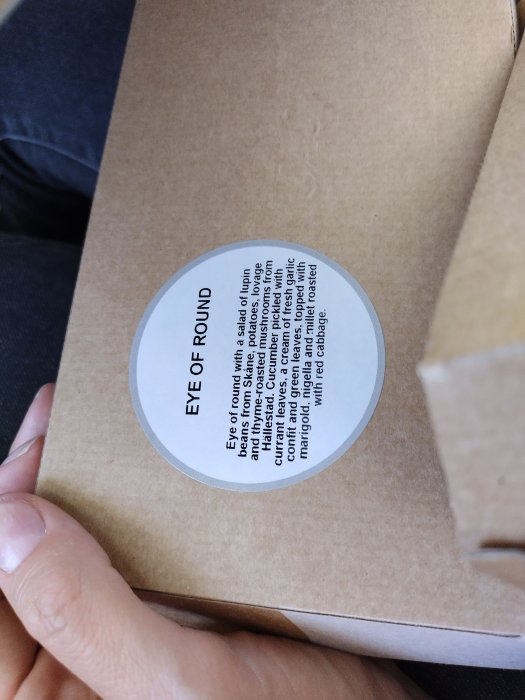 EYE OF ROUND
Eye of round with a salad of lupin
beans from Skåne, potatoes, lovage
and thyme-roasted mushrooms from
Hällestad. Cucumber pickled with
currant leaves, a cream of fresh garlic
confit and green leaves, topped with
marigold, nigella and millet roasted
with red cabbage.